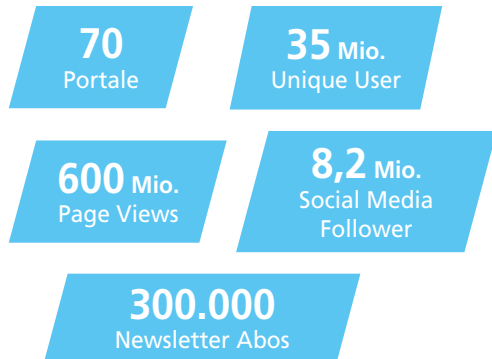 70
Portale
35 Mio.
Unique User
600 Mio.
Page Views
8,2 Mio.
Social Media
Follower
300.000
Newsletter Abos